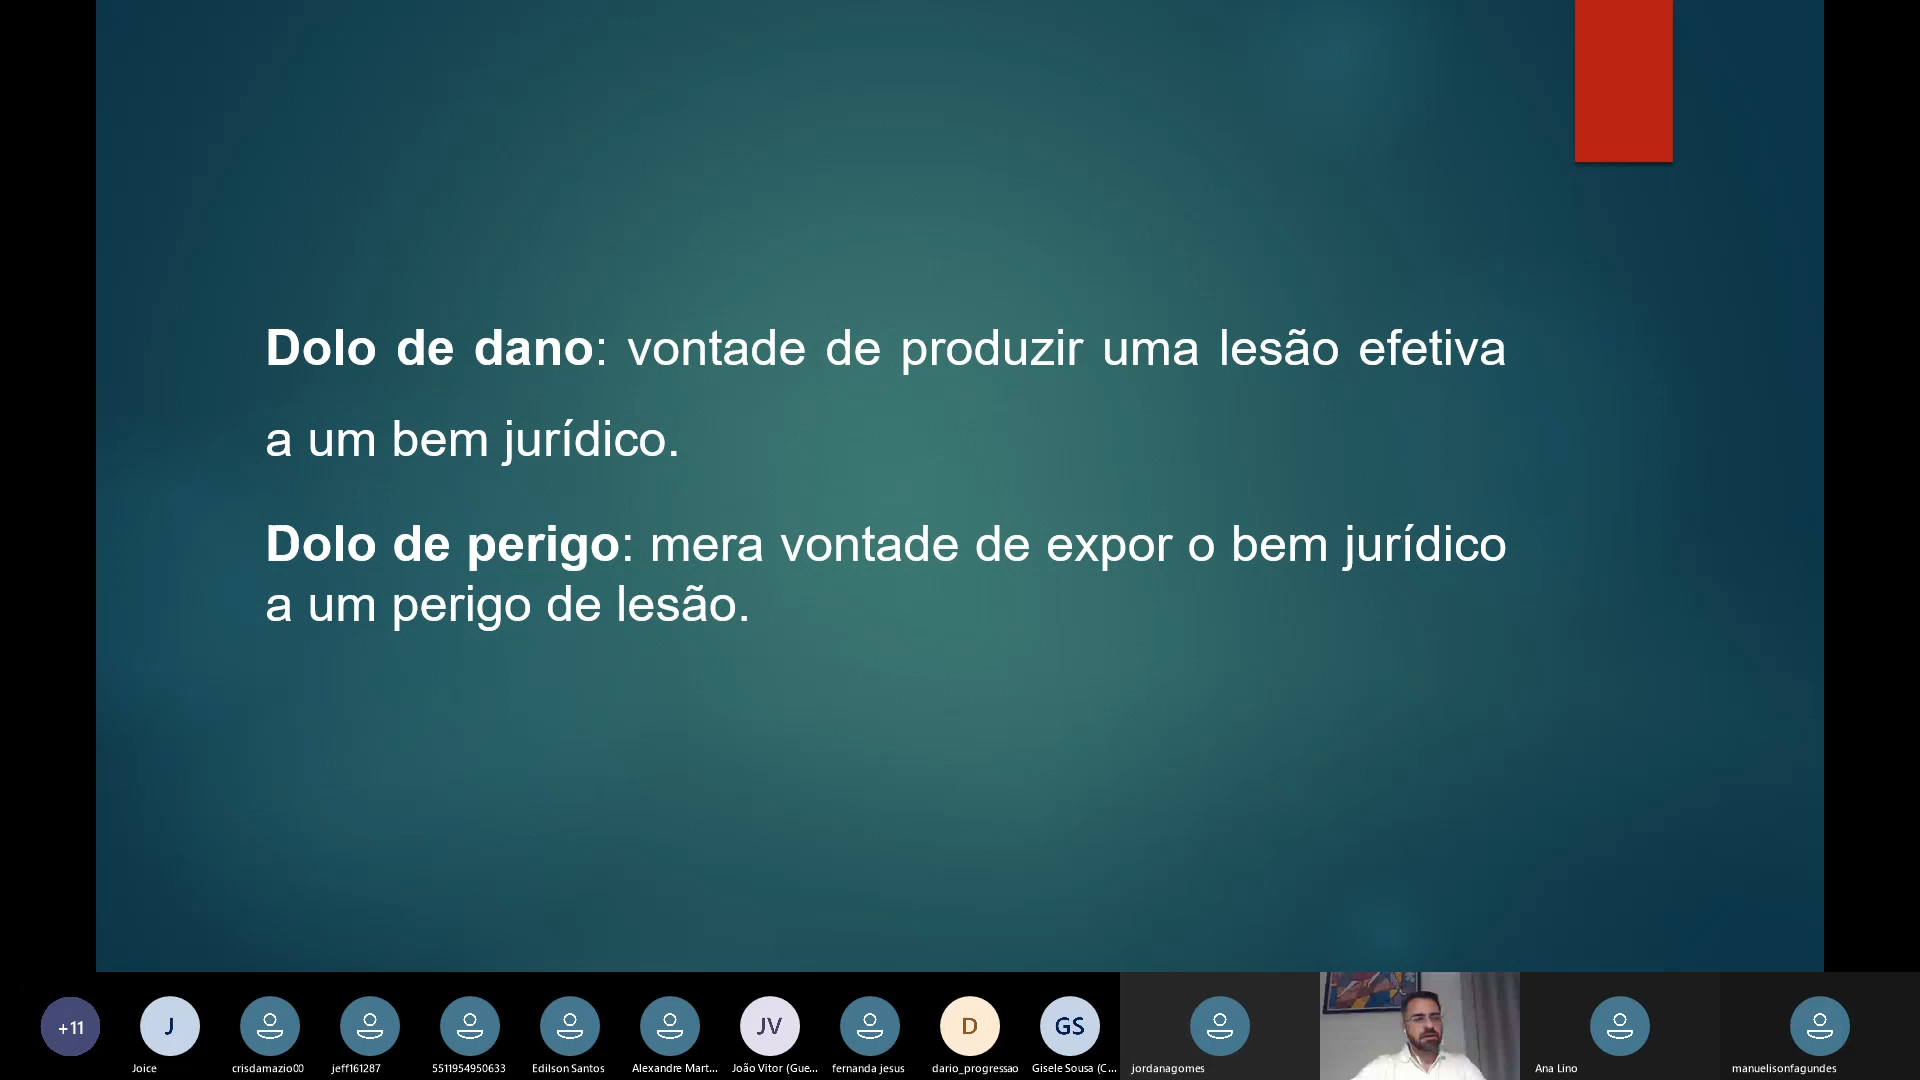 Dolo de dano: vontade de produzir uma lesão efetiva
a um bem jurídico.
Dolo de perigo: mera vontade de expor o bem jurídico
a um perigo de lesão.
+11
J
JV
D
GS
Joice
crisdamazio00
jeff161287
5511954950633
Edilson Santos
Alexandre Mart...
João Vitor (Gue...
fernanda jesus
dario_progressao
Gisele Sousa (C...
jordanagomes
Ana Lino
manuelisonfagundes